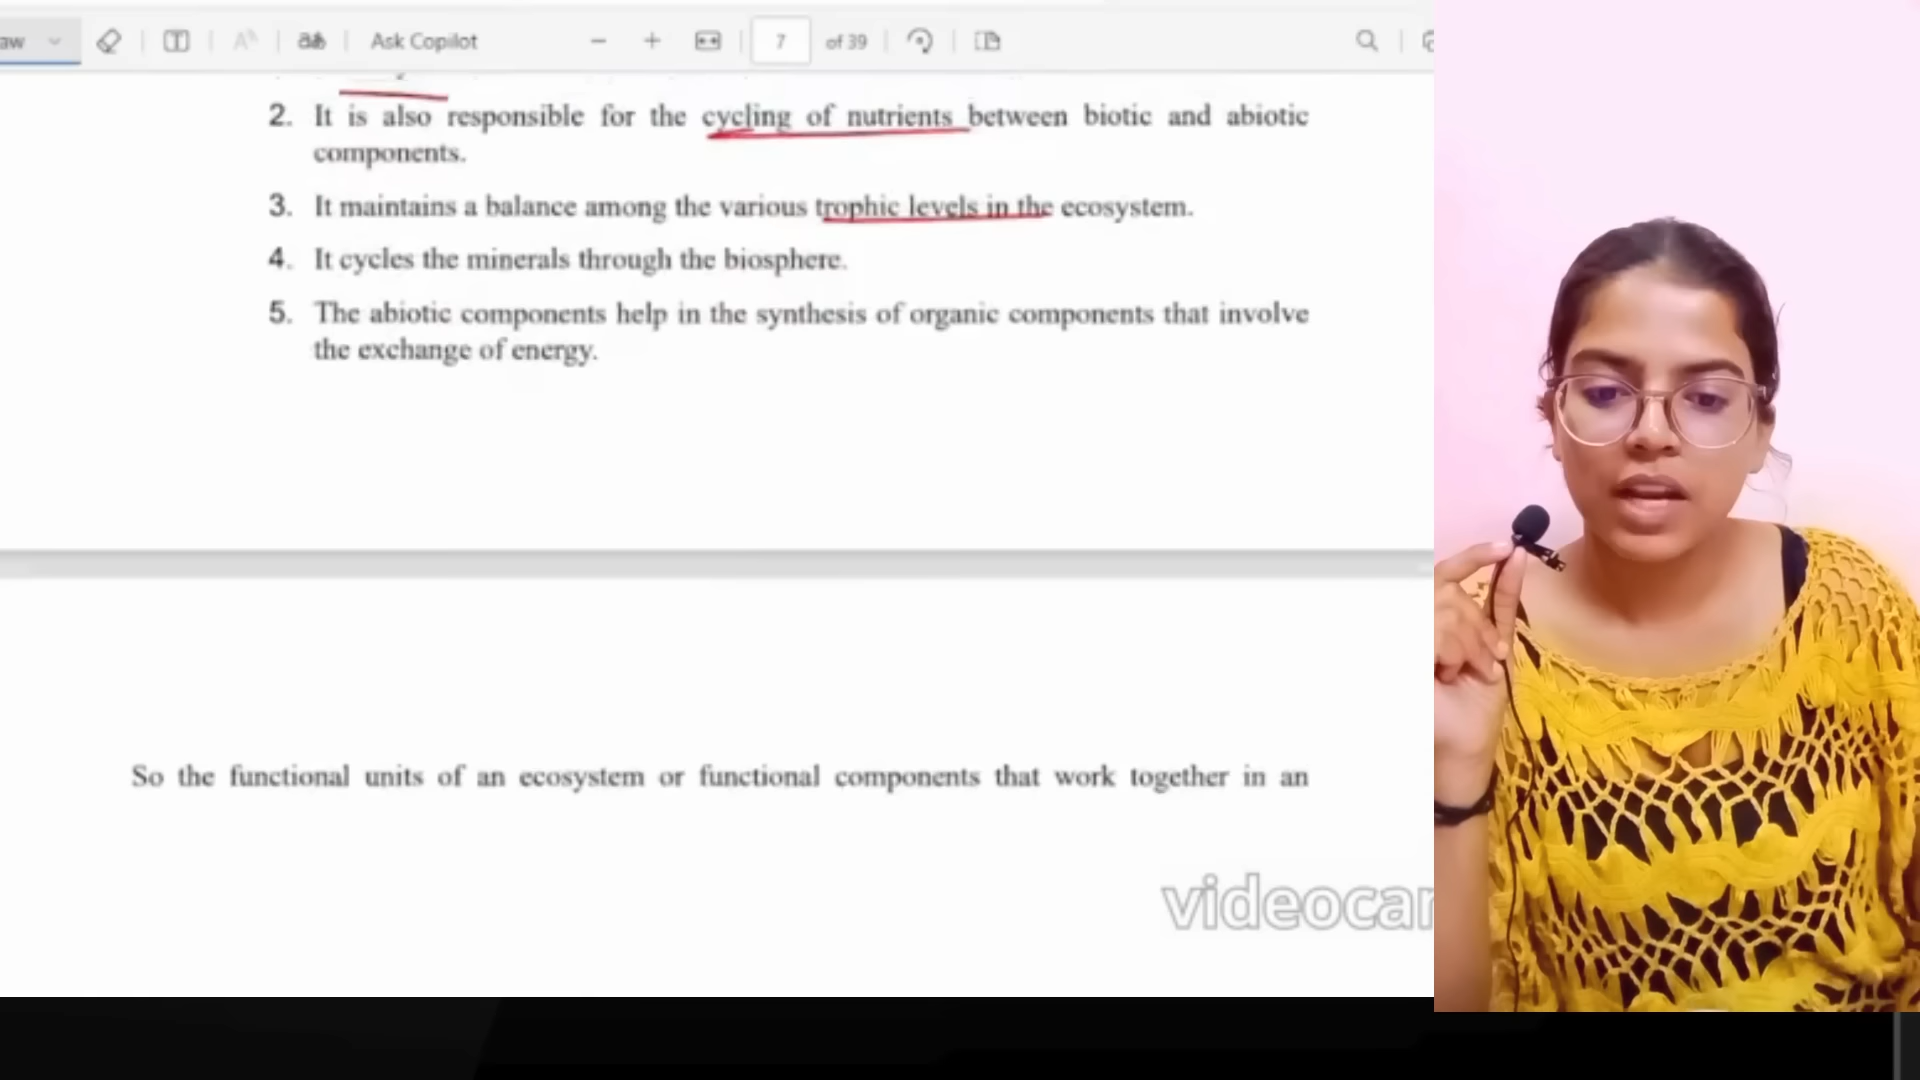 aw
Ask Copilot
7
of 39
2. It is also responsible for the cycling of nutrients between biotic and abiotic
components.
3. It maintains a balance among the various trophic levels in the ecosystem.
4. It cycles the minerals through the biosphere.
5. The abiotic components help in the synthesis of organic components that involve
the exchange of energy.
So the functional units of an ecosystem or functional components that work together in an
videocar